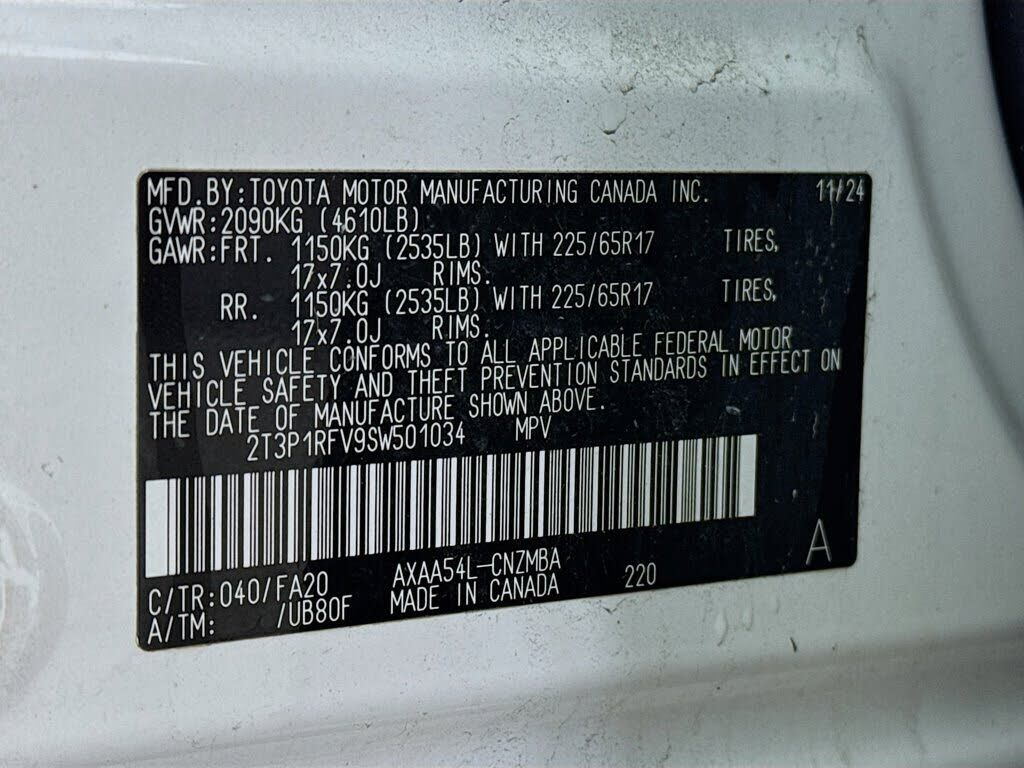 MFD.BY:TOYOTA MOTOR MANUFACTURING CANADA INC. 11/24
GVWR:2090KG (4610LB)
GAWR:FRT. 1150KG (2535LB) WITH 225/65R17 TIRES,
17x7.0J RIMS.
RR. 1150KG (2535LB) WITH 225/65R17 TIRES,
17x7.0J RIMS.
THIS VEHICLE CONFORMS TO ALL APPLICABLE FEDERAL MOTOR
VEHICLE SAFETY AND THEFT PREVENTION STANDARDS IN EFFECT ON
THE DATE OF MANUFACTURE SHOWN ABOVE.
2T3P1RFV9SW501034 MPV
A
C/TR:040/FA20 AXAA54L-CNZMBA 220
A/TM: /UB80F MADE IN CANADA